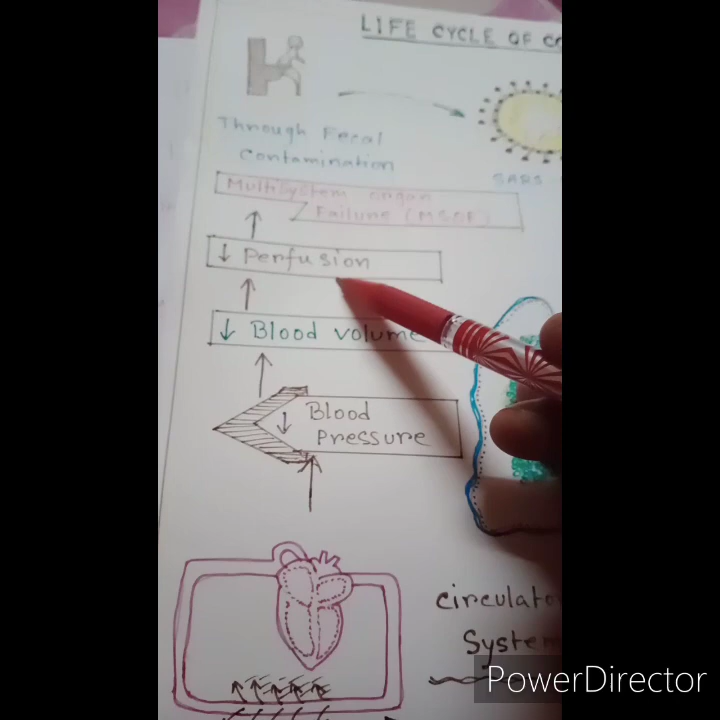 LIFE CYCLE OF
Through Fecal
Contamination
SARS
Multisystem organ
Failure (MSOF)
↓ Perfusion
↓ Blood volume
↓ Blood
Pressure
circulato
System
PowerDirector